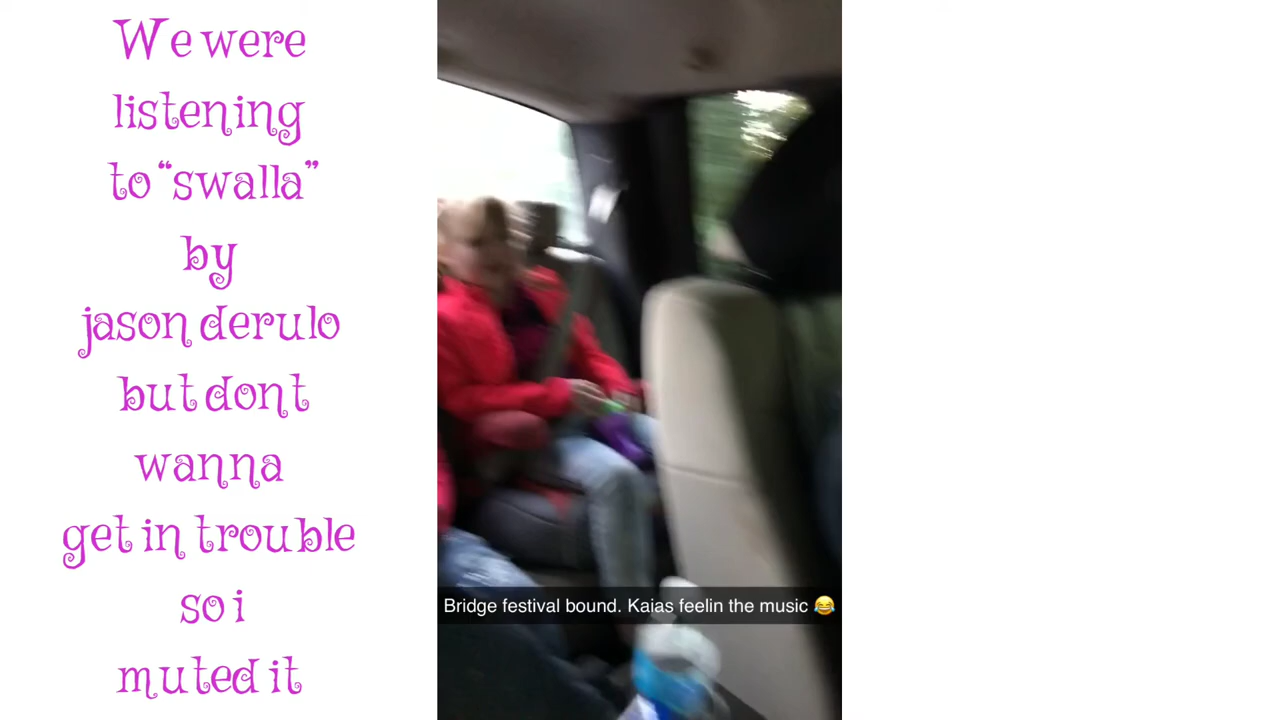 We were
listening
to “swalla”
by
jason derulo
but dont
wanna
get in trouble
so i
muted it
Bridge festival bound. Kaias feelin the music 😂